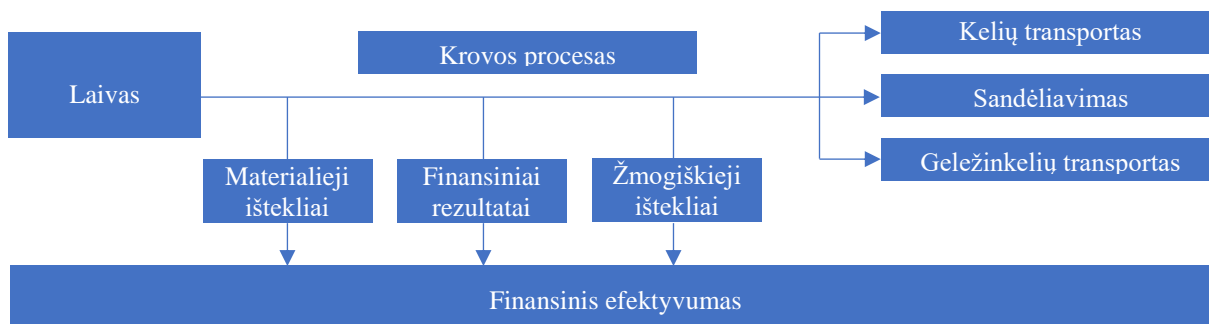 Laivas
Krovos procesas
Kelių transportas
Sandėliavimas
Geležinkelių transportas
Materialieji
ištekliai
Finansiniai
rezultatai
Žmogiškieji
ištekliai
Finansinis efektyvumas